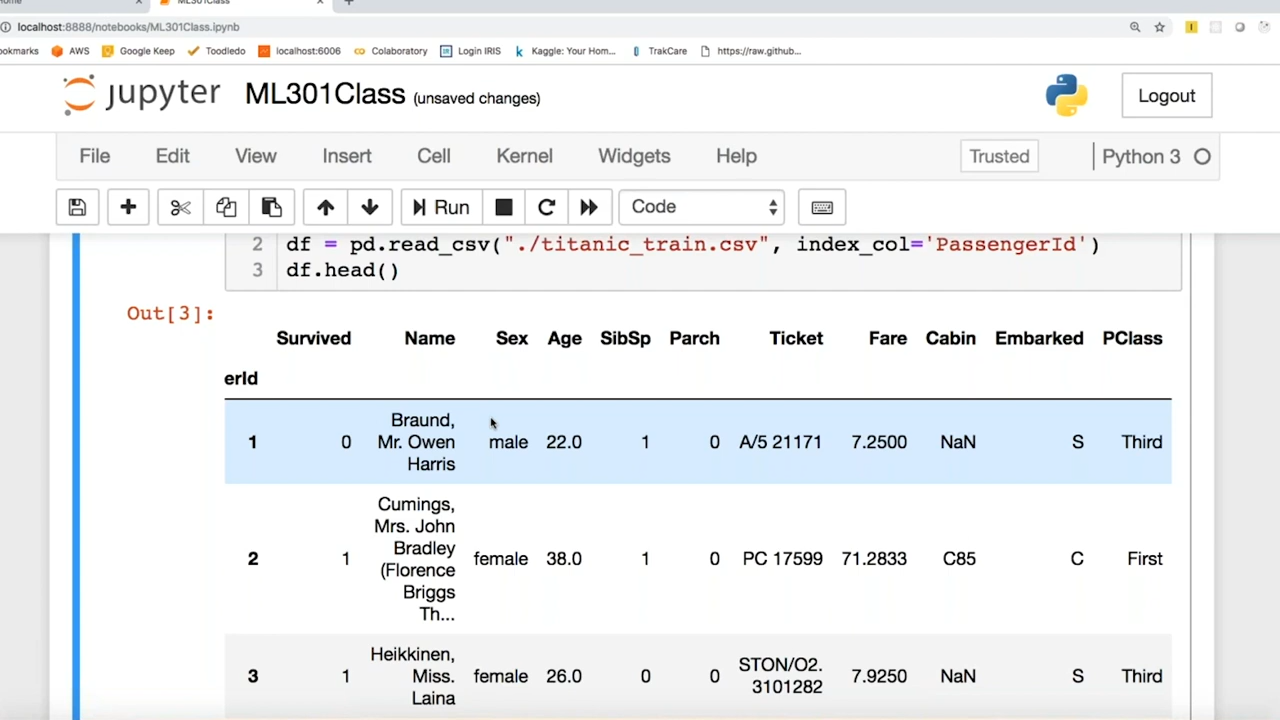 Home
ML301Class
localhost:8888/notebooks/ML301Class.ipynb
ookmarks AWS Google Keep Toodledo localhost:6006 Colaboratory Login IRIS Kaggle: Your Hom... TrakCare https://raw.github...
jupyter ML301Class (unsaved changes) Logout
File Edit View Insert Cell Kernel Widgets Help Trusted Python 3
Run Code
2 df = pd.read_csv("./titanic_train.csv", index_col='PassengerId')
3 df.head()
Out[3]:
Survived Name Sex Age SibSp Parch Ticket Fare Cabin Embarked PClass
erId
Braund,
1 0 Mr. Owen male 22.0 1 0 A/5 21171 7.2500 NaN S Third
Harris
Cumings,
Mrs. John
Bradley
2 1 (Florence female 38.0 1 0 PC 17599 71.2833 C85 C First
Briggs
Th...
Heikkinen,
3 1 Miss. female 26.0 0 0 STON/O2. 7.9250 NaN S Third
Laina 3101282